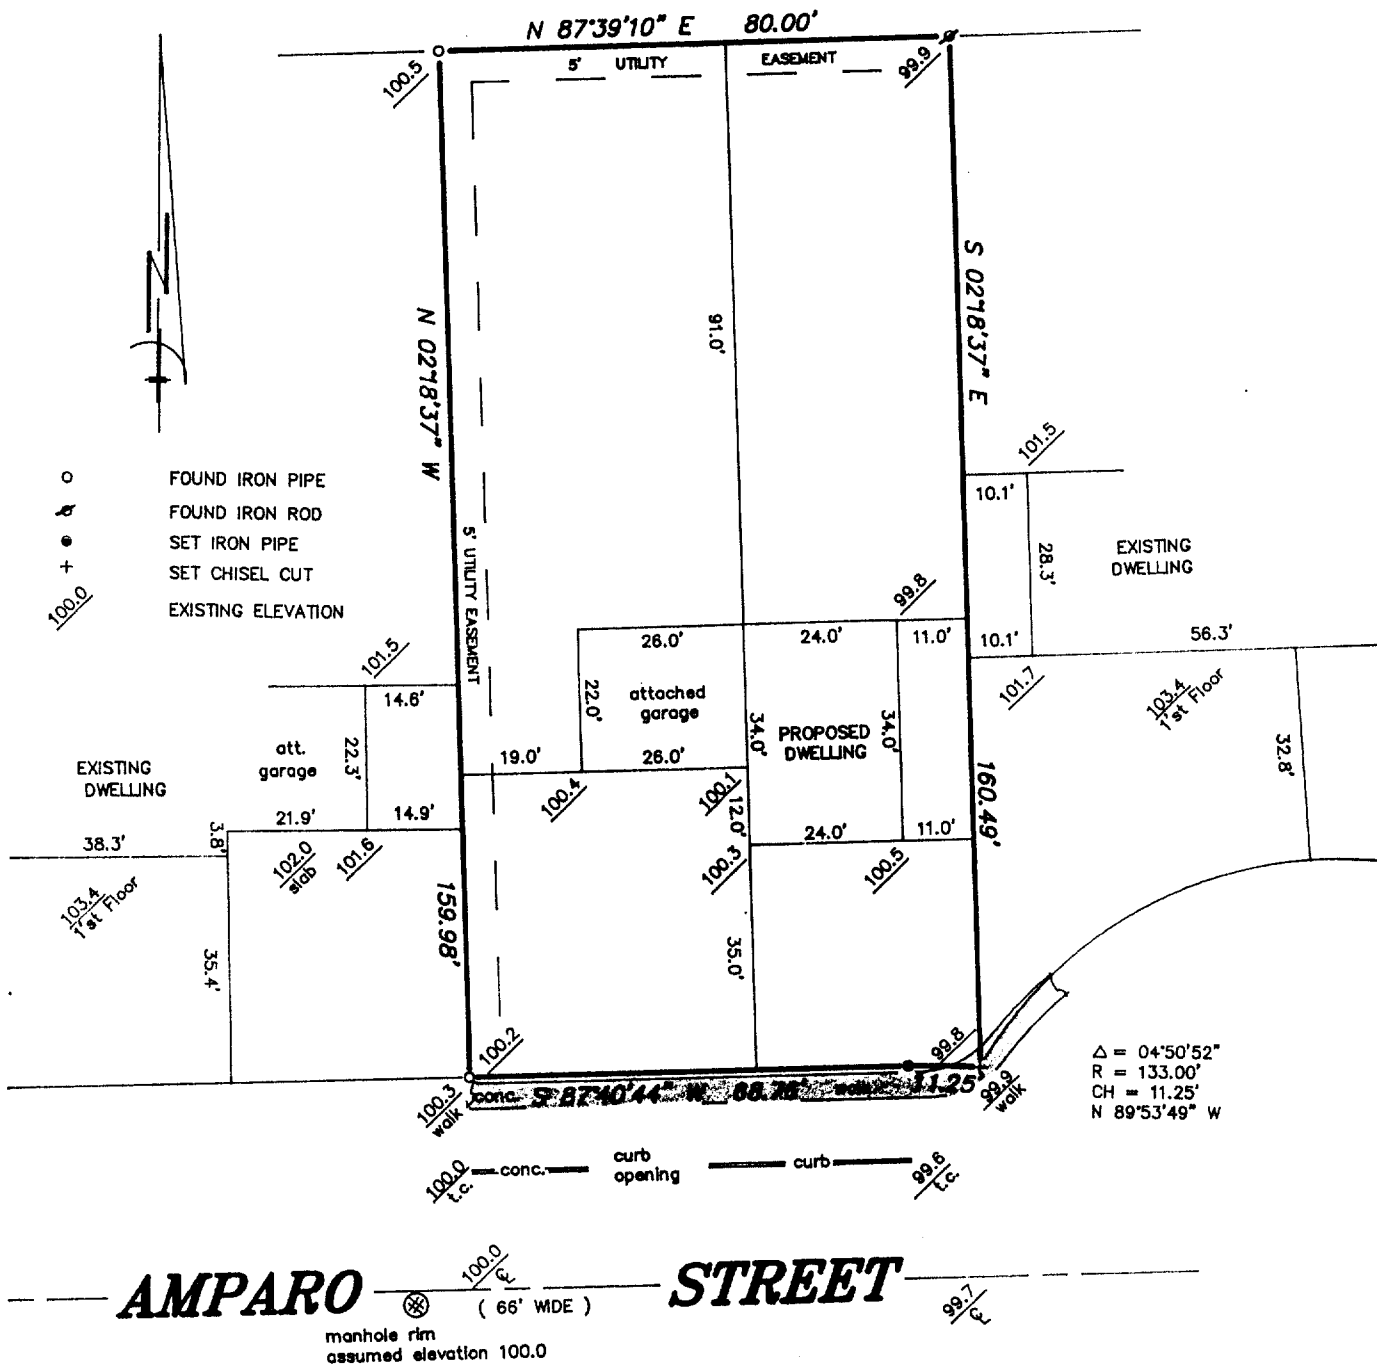 N 87°39'10" E 80.00'
5' UTILITY EASEMENT
100.5
99.9
N
N 02°18'37" W
S 02°18'37" E
91.0'
FOUND IRON PIPE
FOUND IRON ROD
SET IRON PIPE
SET CHISEL CUT
100.0
EXISTING ELEVATION
5' UTILITY EASEMENT
101.5
10.1'
28.3'
EXISTING
DWELLING
99.8
26.0'
24.0'
11.0'
10.1'
56.3'
101.5
14.6'
22.0'
attached
garage
34.0'
PROPOSED
DWELLING
34.0'
101.7
103.4
1'st Floor
32.8'
att.
garage
22.3'
EXISTING
DWELLING
19.0'
26.0'
100.4
100.1
12.0'
160.49'
21.9'
14.9'
38.3'
3.8'
24.0'
11.0'
102.0
slab
101.6
100.3
100.5
103.4
1'st Floor
159.98'
35.4'
35.0'
100.2
99.8
Δ = 04°50'52"
R = 133.00'
CH = 11.25'
N 89°53'49" W
100.3
walk
conc.
S 87°40'44" W 68.76'
11.25'
99.9
walk
100.0
t.c.
conc.
curb
opening
curb
99.6
t.c.
100.0
℄
AMPARO STREET
( 66' WIDE )
99.7
℄
manhole rim
assumed elevation 100.0